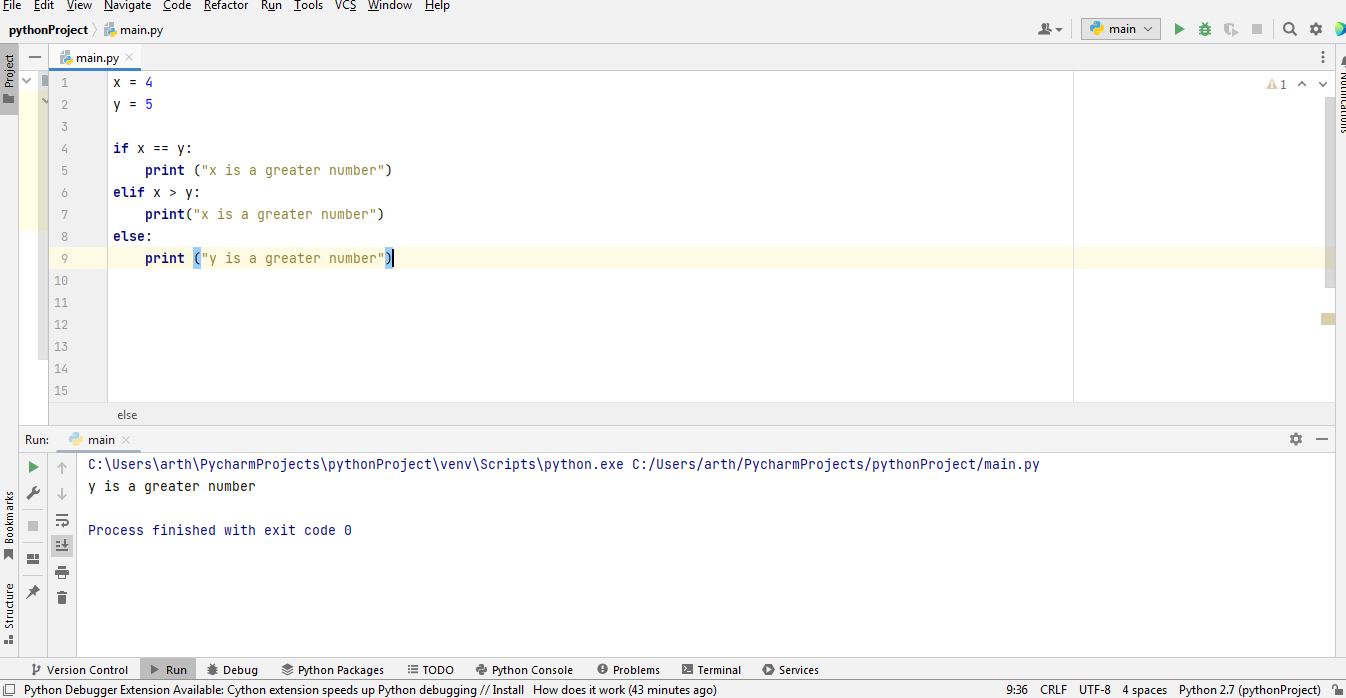 File Edit View Navigate Code Refactor Run Tools VCS Window Help
pythonProject main.py main
Project
main.py
1 x = 4
2 y = 5
3
4 if x == y:
5 print ("x is a greater number")
6 elif x > y:
7 print("x is a greater number")
8 else:
9 print ("y is a greater number")
10
11
12
13
14
15
1
Notifications
else
Run: main
C:\Users\arth\PycharmProjects\pythonProject\venv\Scripts\python.exe C:/Users/arth/PycharmProjects/pythonProject/main.py
y is a greater number
Process finished with exit code 0
Bookmarks
Structure
Version Control Run Debug Python Packages TODO Python Console Problems Terminal Services
Python Debugger Extension Available: Cython extension speeds up Python debugging // Install How does it work (43 minutes ago) 9:36 CRLF UTF-8 4 spaces Python 2.7 (pythonProject)